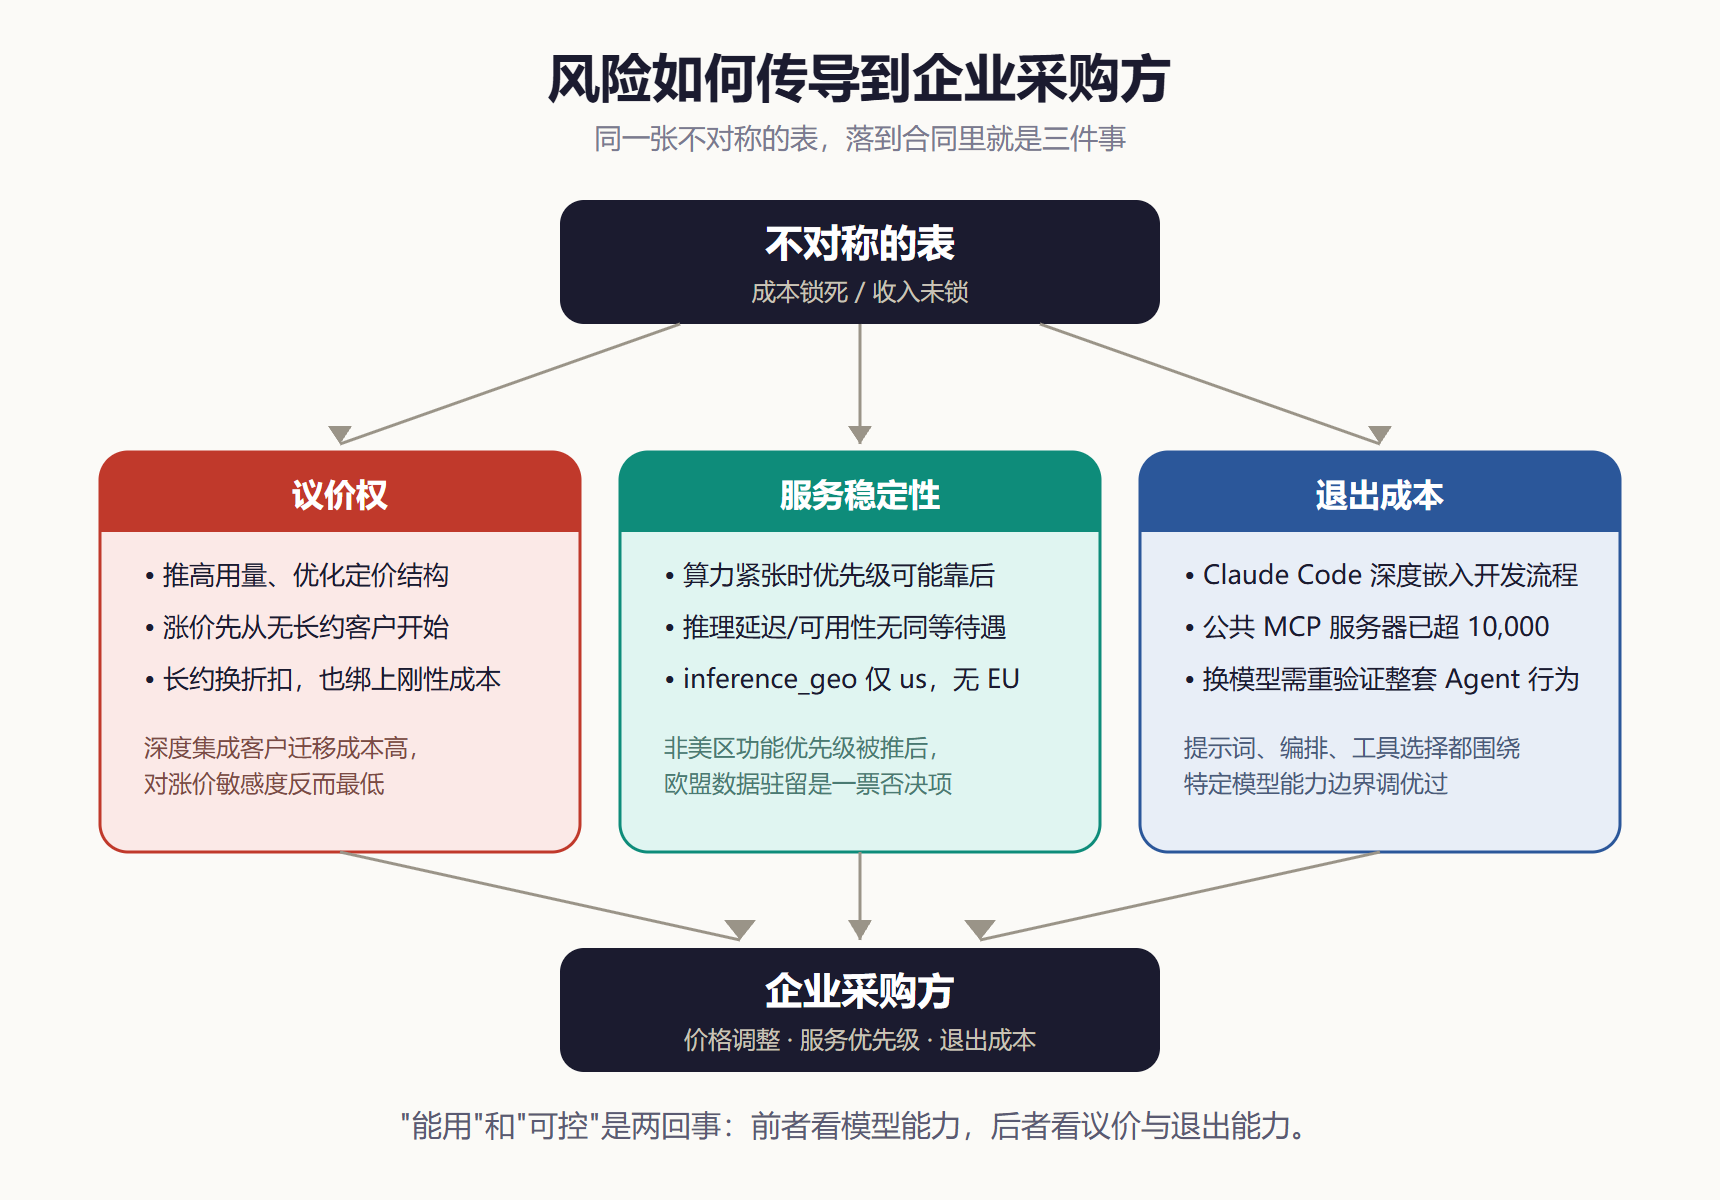 风险如何传导到企业采购方
同一张不对称的表，落到合同里就是三件事
不对称的表
成本锁死 / 收入未锁
议价权
• 推高用量、优化定价结构
• 涨价先从无长约客户开始
• 长约换折扣，也绑上刚性成本
深度集成客户迁移成本高，
对涨价敏感度反而最低
服务稳定性
• 算力紧张时优先级可能靠后
• 推理延迟/可用性无同等待遇
• inference_geo 仅 us，无 EU
非美区功能优先级被推后，
欧盟数据驻留是一票否决项
退出成本
• Claude Code 深度嵌入开发流程
• 公共 MCP 服务器已超 10,000
• 换模型需重验证整套 Agent 行为
提示词、编排、工具选择都围绕
特定模型能力边界调优过
企业采购方
价格调整 · 服务优先级 · 退出成本
"能用"和"可控"是两回事：前者看模型能力，后者看议价与退出能力。